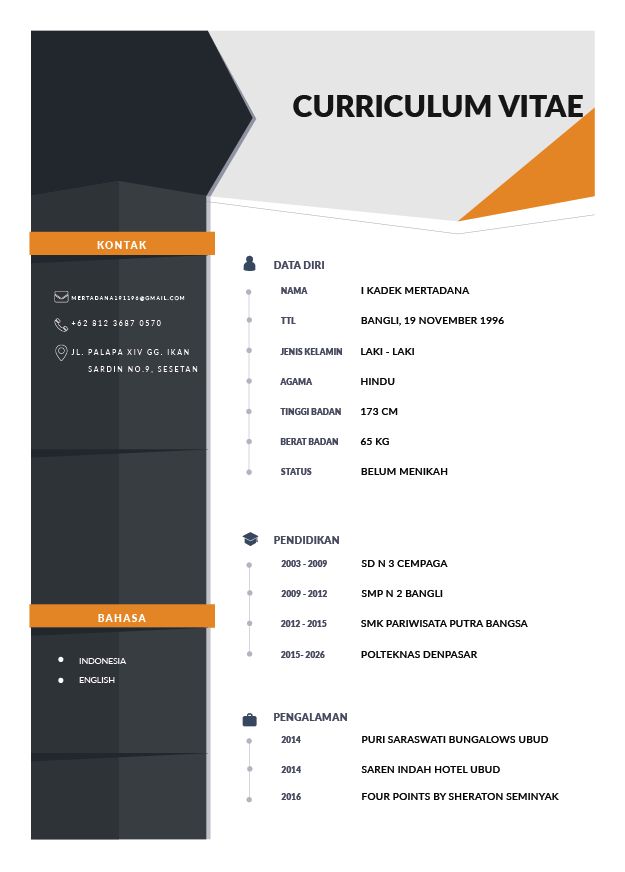 CURRICULUM VITAE
KONTAK
MERTADANA191196@GMAIL.COM
+62 812 3687 0570
JL. PALAPA XIV GG. IKAN
SARDIN NO.9, SESETAN
BAHASA
INDONESIA
ENGLISH
DATA DIRI
NAMA I KADEK MERTADANA
TTL BANGLI, 19 NOVEMBER 1996
JENIS KELAMIN LAKI - LAKI
AGAMA HINDU
TINGGI BADAN 173 CM
BERAT BADAN 65 KG
STATUS BELUM MENIKAH
PENDIDIKAN
2003 - 2009 SD N 3 CEMPAGA
2009 - 2012 SMP N 2 BANGLI
2012 - 2015 SMK PARIWISATA PUTRA BANGSA
2015- 2026 POLTEKNAS DENPASAR
PENGALAMAN
2014 PURI SARASWATI BUNGALOWS UBUD
2014 SAREN INDAH HOTEL UBUD
2016 FOUR POINTS BY SHERATON SEMINYAK